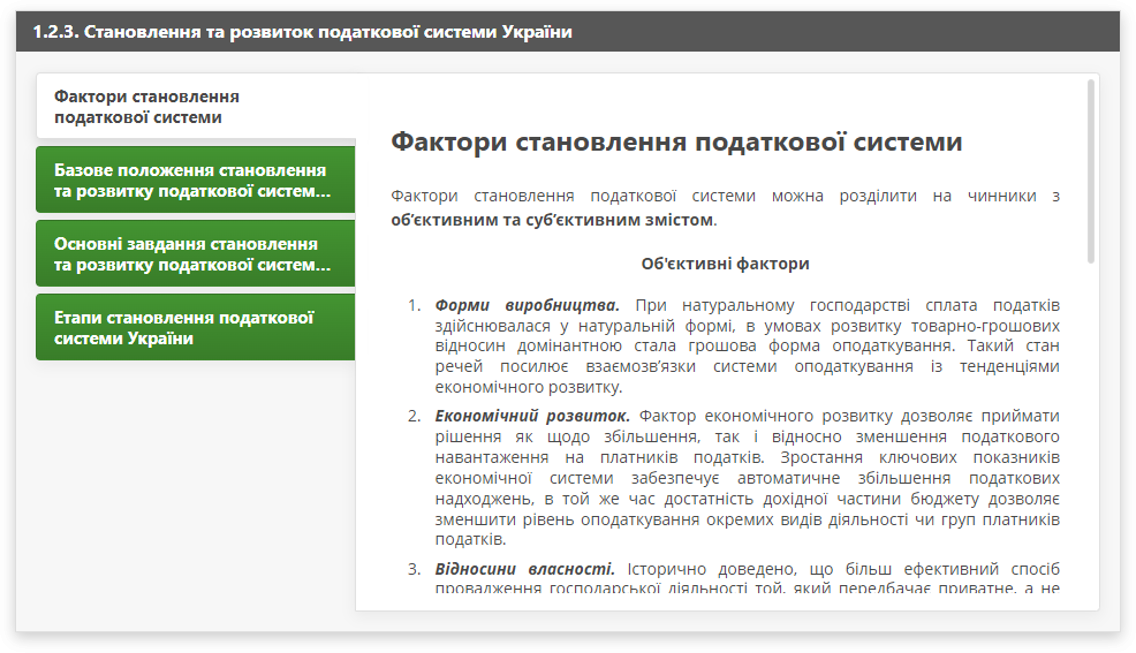 1.2.3. Становлення та розвиток податкової системи України
Фактори становлення
податкової системи
Базове положення становлення
та розвитку податкової систем...
Основні завдання становлення
та розвитку податкової систем...
Етапи становлення податкової
системи України
Фактори становлення податкової системи
Фактори становлення податкової системи можна розділити на чинники з
об’єктивним та суб’єктивним змістом.
Об'єктивні фактори
1. Форми виробництва. При натуральному господарстві сплата податків
здійснювалася у натуральній формі, в умовах розвитку товарно-грошових
відносин домінантною стала грошова форма оподаткування. Такий стан
речей посилює взаємозв’язки системи оподаткування із тенденціями
економічного розвитку.
2. Економічний розвиток. Фактор економічного розвитку дозволяє приймати
рішення як щодо збільшення, так і відносно зменшення податкового
навантаження на платників податків. Зростання ключових показників
економічної системи забезпечує автоматичне збільшення податкових
надходжень, в той же час достатність дохідної частини бюджету дозволяє
зменшити рівень оподаткування окремих видів діяльності чи груп платників
податків.
3. Відносини власності. Історично доведено, що більш ефективний спосіб
провадження господарської діяльності той, який передбачає приватне, а не